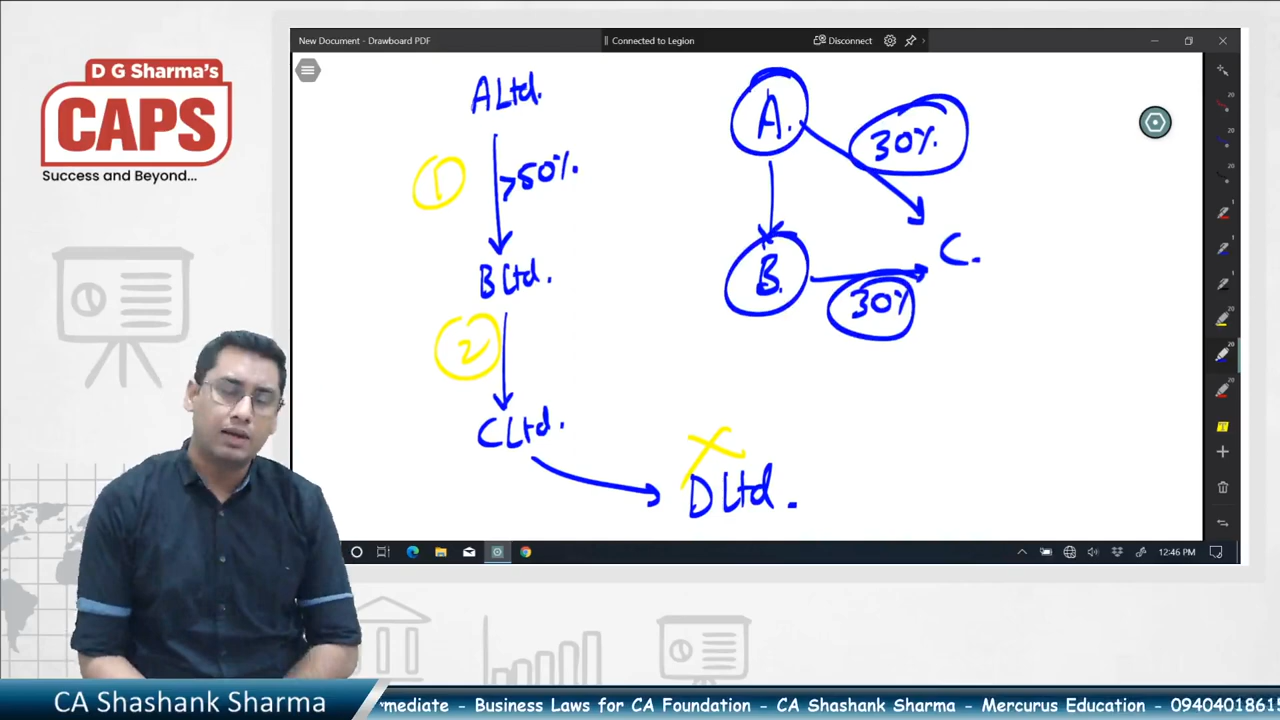 D G Sharma's
CAPS
Success and Beyond...
New Document - Drawboard PDF
Connected to Legion
Disconnect
A Ltd.
1
>50%.
B Ltd.
2
C Ltd.
D Ltd.
A.
30%.
B.
30%
C.
12:46 PM
CA Shashank Sharma
mediate - Business Laws for CA Foundation - CA Shashank Sharma - Mercurus Education - 0940401861